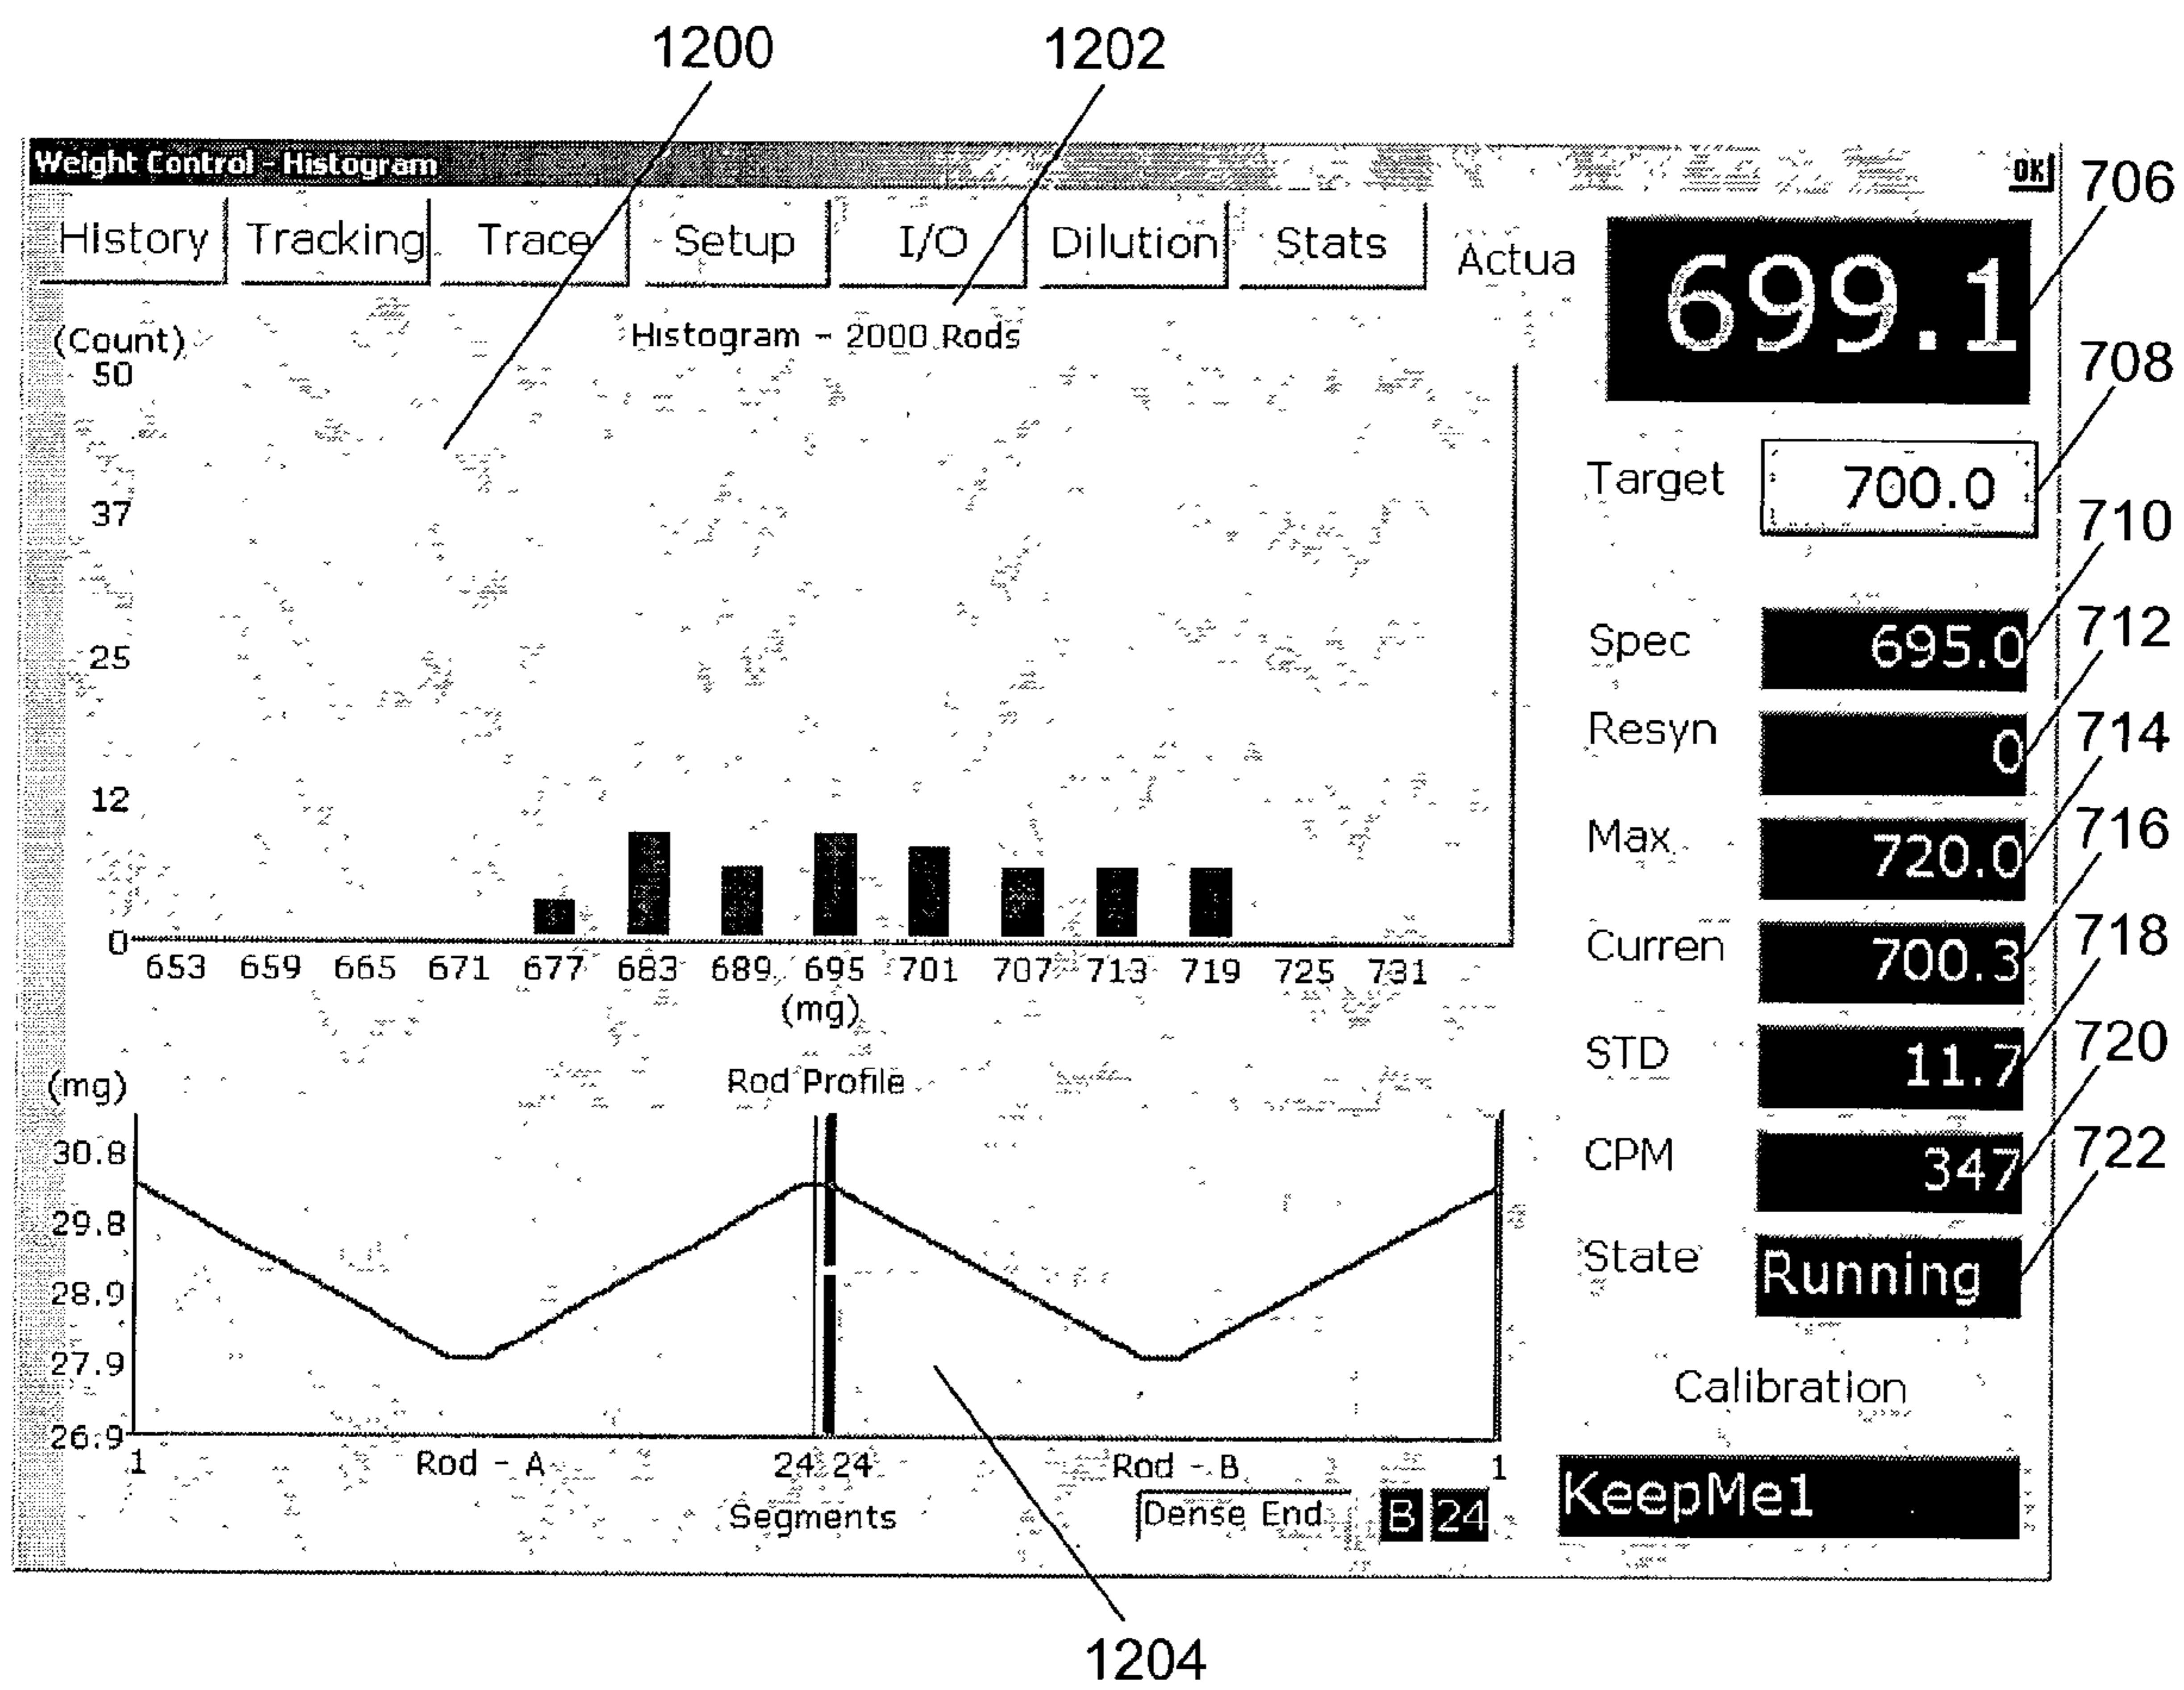 1200 1202
Weight Control - Histogram OK
706
History Tracking Trace Setup I/O Dilution Stats Actua 699.1
(Count) Histogram - 2000 Rods
50
708
Target 700.0
37
710
25
Spec 695.0
712
Resyn 0
714
12
Max 720.0
716
0
Curren 700.3
653 659 665 671 677 683 689 695 701 707 713 719 725 731
(mg)
718
STD 11.7
(mg) Rod Profile
720
30.8
CPM 347
722
29.8
State Running
28.9
27.9
Calibration
26.9
1 Rod - A 24 24 Rod - B 1
KeepMe1
Segments Dense End B 24
1204